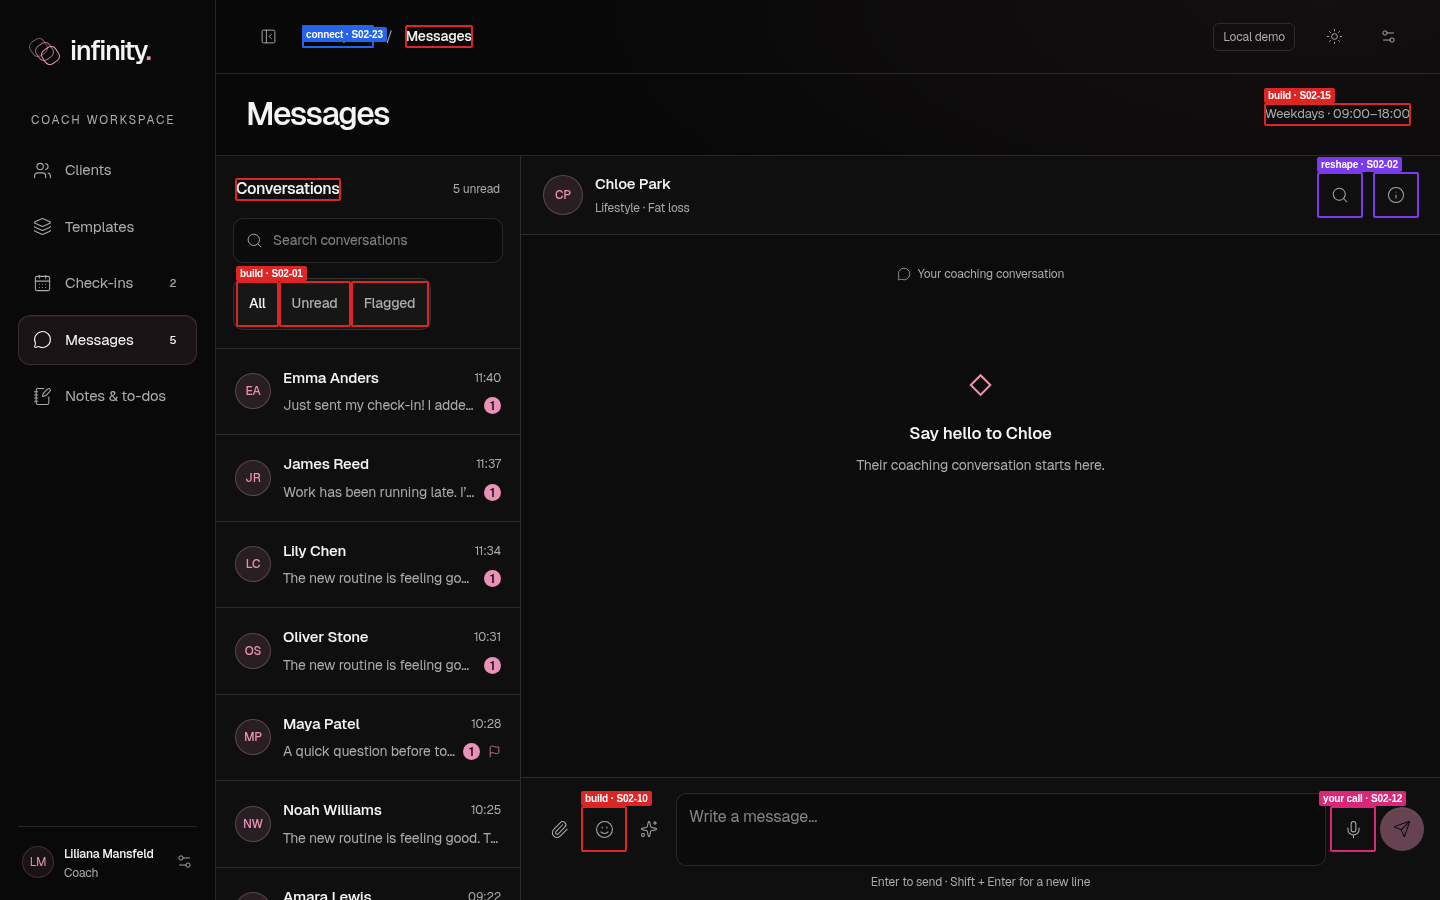 infinity.
COACH WORKSPACE
Clients
Templates
Check-ins 2
Messages 5
Notes & to-dos
LM Liliana Mansfeld
Coach
connect · S02-23 / Messages
Local demo
Messages
build · S02-15
Weekdays · 09:00–18:00
Conversations 5 unread
Search conversations
build · S02-01
All Unread Flagged
EA Emma Anders 11:40
Just sent my check-in! I adde... 1
JR James Reed 11:37
Work has been running late. I'... 1
LC Lily Chen 11:34
The new routine is feeling go... 1
OS Oliver Stone 10:31
The new routine is feeling go... 1
MP Maya Patel 10:28
A quick question before to... 1
NW Noah Williams 10:25
The new routine is feeling good. T...
Amara Lewis 09:22
CP Chloe Park
Lifestyle · Fat loss
reshape · S02-02
Your coaching conversation
Say hello to Chloe
Their coaching conversation starts here.
build · S02-10
Write a message...
your call · S02-12
Enter to send · Shift + Enter for a new line